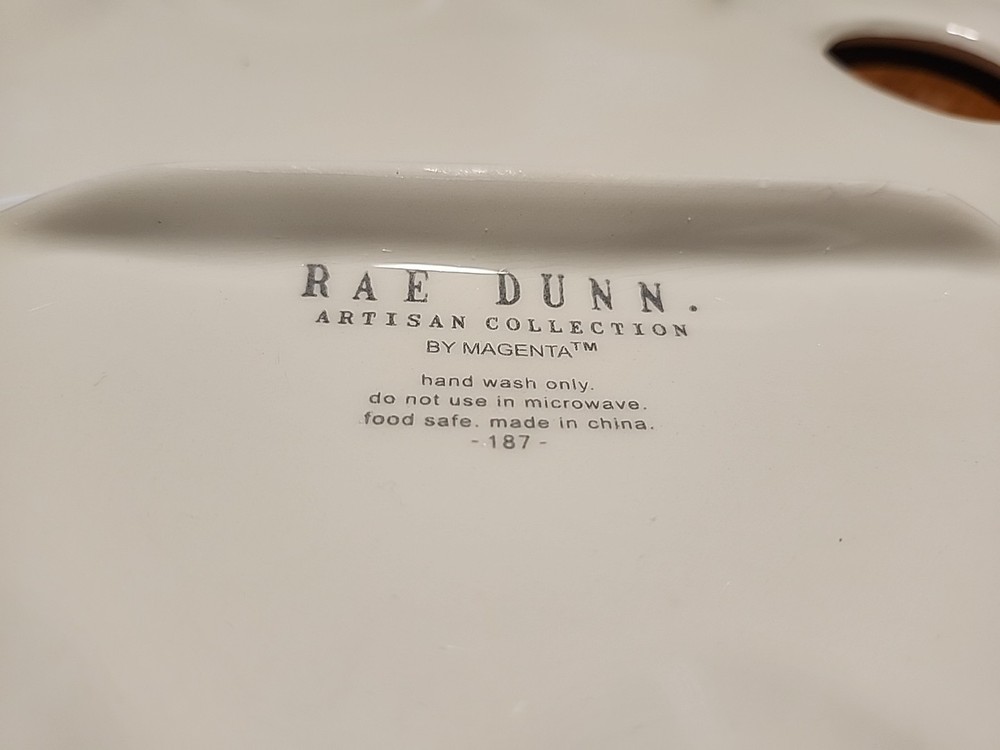 RAE DUNN.
ARTISAN COLLECTION
BY MAGENTA™
hand wash only.
do not use in microwave.
food safe. made in china.
- 187 -